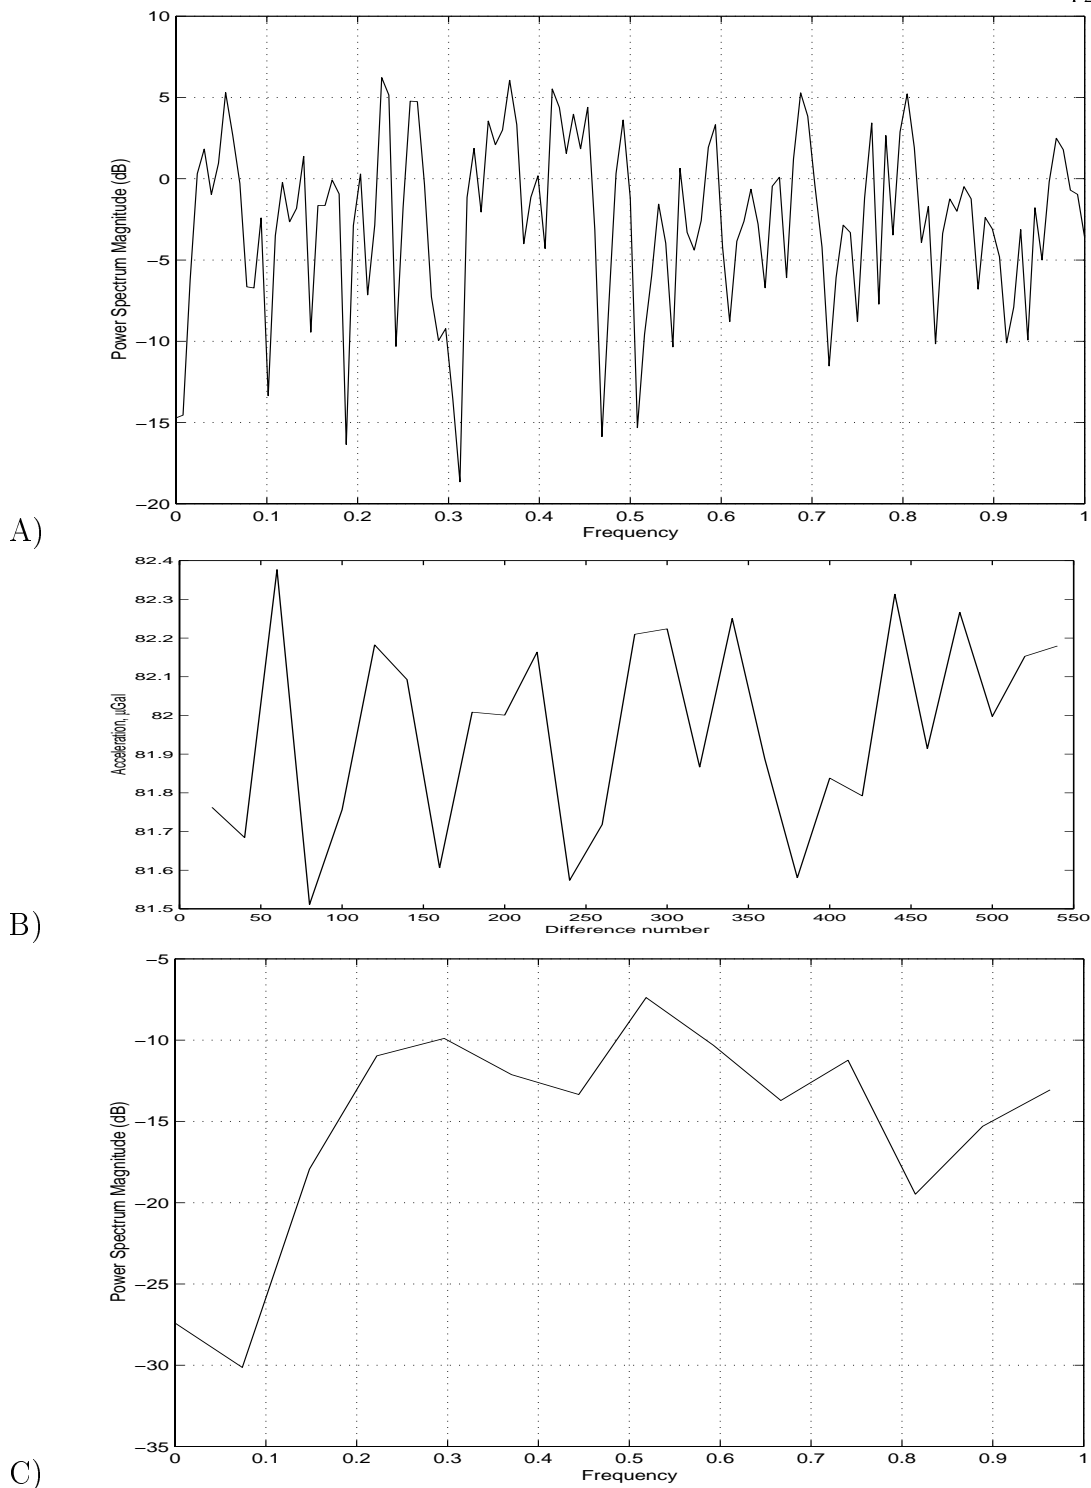 10
5
0
−5
−10
−15
−20
Power Spectrum Magnitude (dB)
0 0.1 0.2 0.3 0.4 0.5 0.6 0.7 0.8 0.9 1
Frequency
A)
82.4
82.3
82.2
82.1
82
81.9
81.8
81.7
81.6
81.5
Acceleration, µGal
0 50 100 150 200 250 300 350 400 450 500 550
Difference number
B)
−5
−10
−15
−20
−25
−30
−35
Power Spectrum Magnitude (dB)
0 0.1 0.2 0.3 0.4 0.5 0.6 0.7 0.8 0.9 1
Frequency
C)